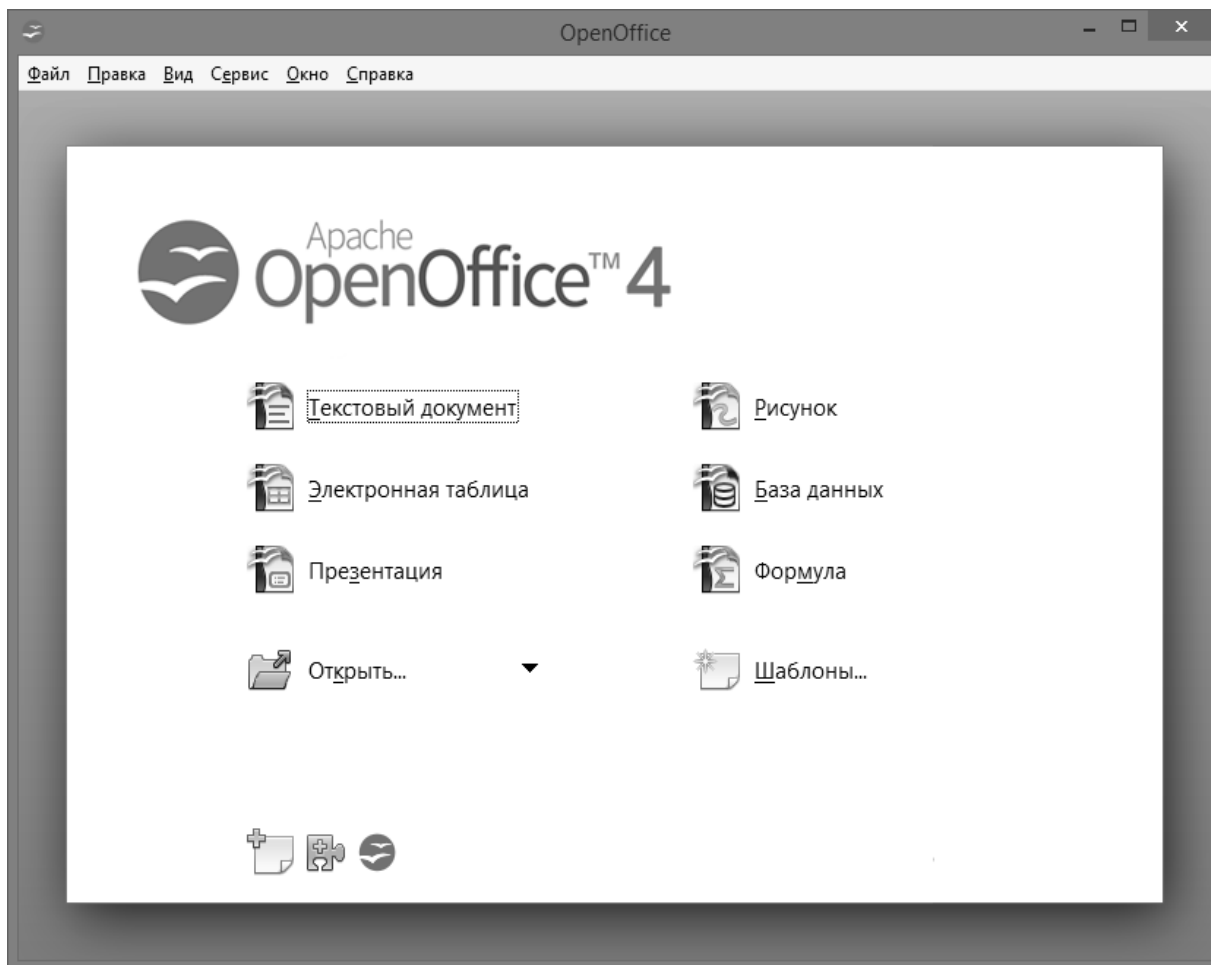 OpenOffice
Файл Правка Вид Сервис Окно Справка
Apache
OpenOffice™ 4
Текстовый документ
Рисунок
Электронная таблица
База данных
Презентация
Формула
Открыть...
Шаблоны...